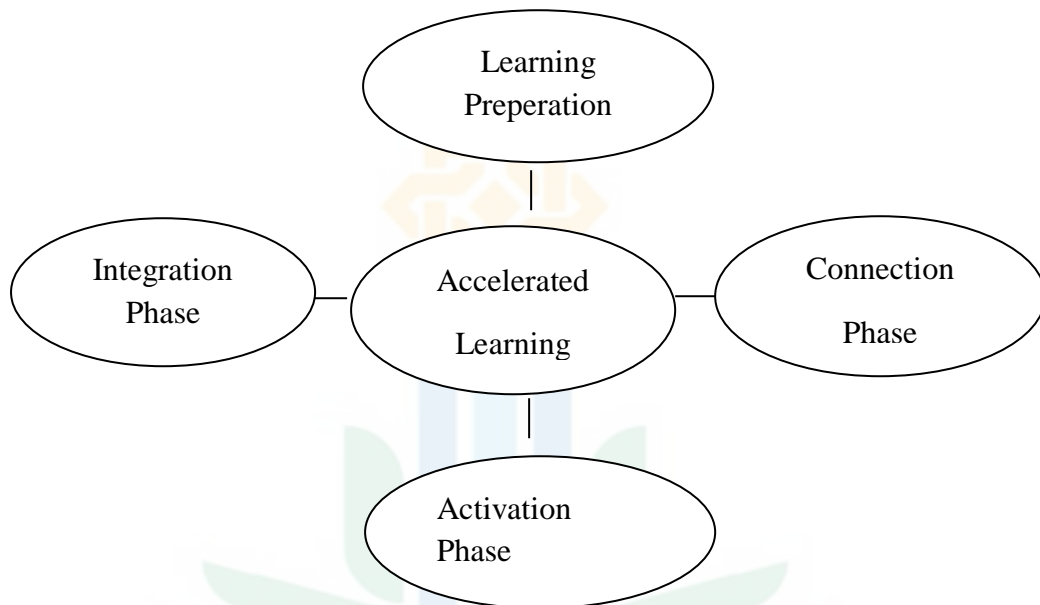 Learning
Preperation
Integration
Phase
Accelerated
Learning
Connection
Phase
Activation
Phase